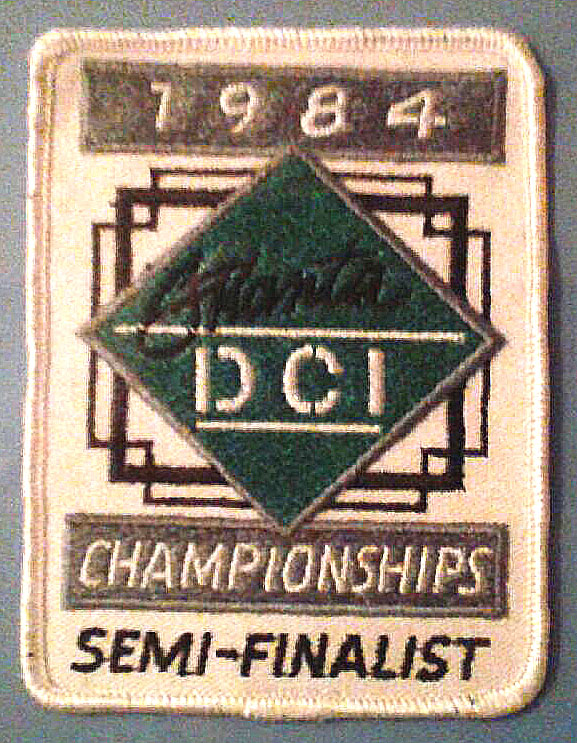 1984
Atlanta
DCI
CHAMPIONSHIPS
SEMI-FINALIST